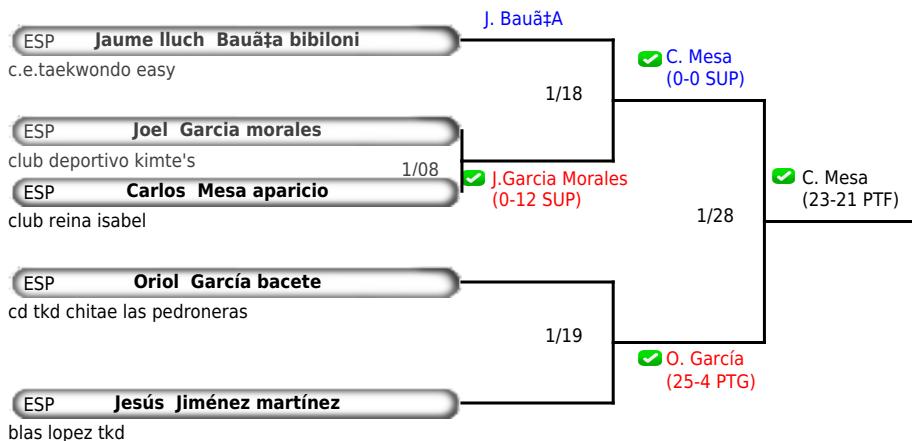 J. Bauã‡A
ESP Jaume lluch Bauã‡a bibiloni
c.e.taekwondo easy
C. Mesa
(0-0 SUP)
1/18
ESP Joel Garcia morales
club deportivo kimte's
1/08
J.Garcia Morales
(0-12 SUP)
C. Mesa
(23-21 PTF)
ESP Carlos Mesa aparicio
club reina isabel
1/28
ESP Oriol García bacete
cd tkd chitae las pedroneras
1/19
O. García
(25-4 PTG)
ESP Jesús Jiménez martínez
blas lopez tkd